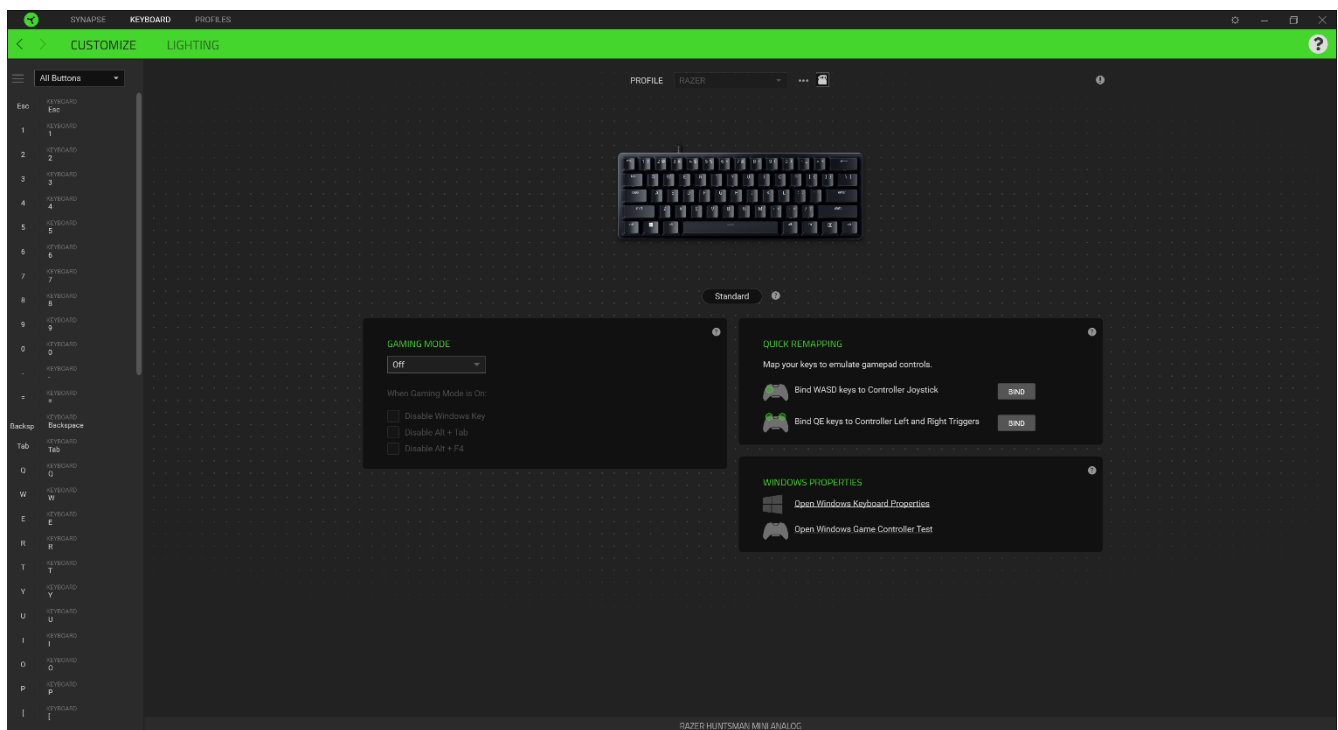 SYNAPSE KEYBOARD PROFILES
CUSTOMIZE LIGHTING
All Buttons
PROFILE RAZER
Esc KEYBOARD Esc
1 KEYBOARD 1
2 KEYBOARD 2
3 KEYBOARD 3
4 KEYBOARD 4
5 KEYBOARD 5
6 KEYBOARD 6
7 KEYBOARD 7
8 KEYBOARD 8
9 KEYBOARD 9
0 KEYBOARD 0
- KEYBOARD -
= KEYBOARD =
Backsp KEYBOARD Backspace
Tab KEYBOARD Tab
Q KEYBOARD Q
W KEYBOARD W
E KEYBOARD E
R KEYBOARD R
T KEYBOARD T
Y KEYBOARD Y
U KEYBOARD U
I KEYBOARD I
O KEYBOARD O
P KEYBOARD P
[ KEYBOARD [
Standard
GAMING MODE
Off
When Gaming Mode is On:
Disable Windows Key
Disable Alt + Tab
Disable Alt + F4
QUICK REMAPPING
Map your keys to emulate gamepad controls.
Bind WASD keys to Controller Joystick BIND
Bind QE keys to Controller Left and Right Triggers BIND
WINDOWS PROPERTIES
Open Windows Keyboard Properties
Open Windows Game Controller Test
RAZER HUNTSMAN MINI ANALOG